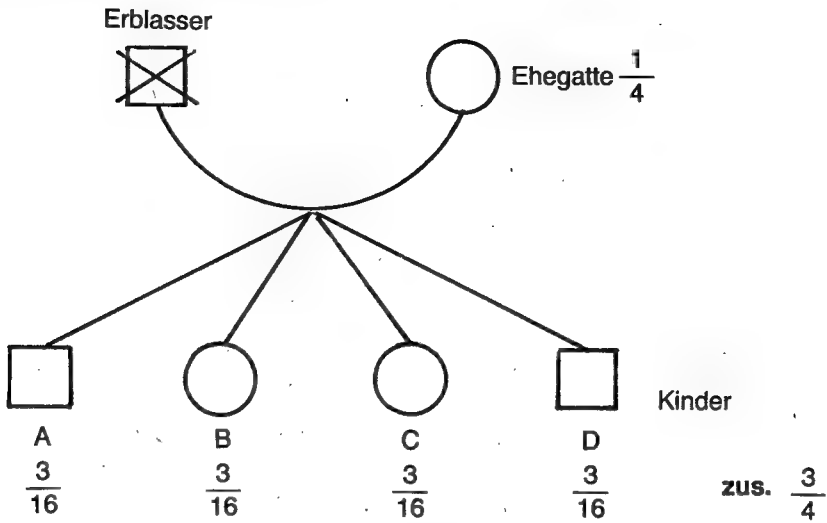 Erblasser
Ehegatte 1/4
Kinder
A B C D
3/16 3/16 3/16 3/16 zus. 3/4